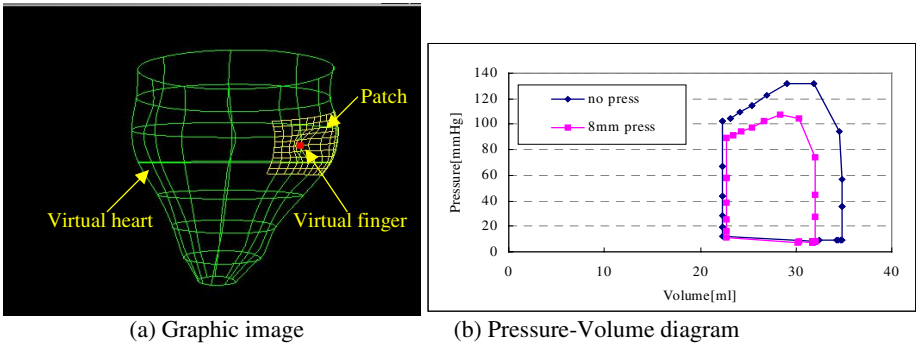 Patch
Virtual heart
Virtual finger
(a) Graphic image
140
120
100
80
60
40
20
0
Pressure[mmHg]
no press
8mm press
0
10
20
30
40
Volume[ml]
(b) Pressure-Volume diagram